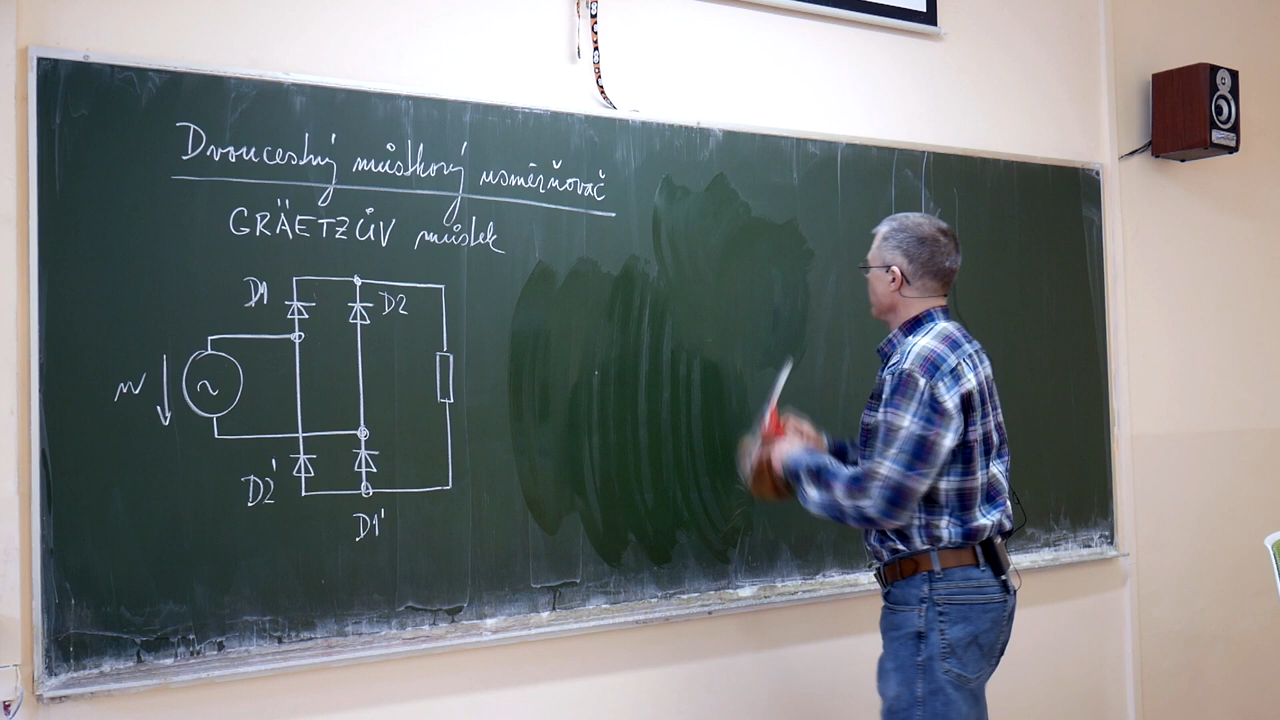 Dvoucestný můstkový usměrňovač
GRÄETZŮV můstek
D1
D2
~
D2'
D1'